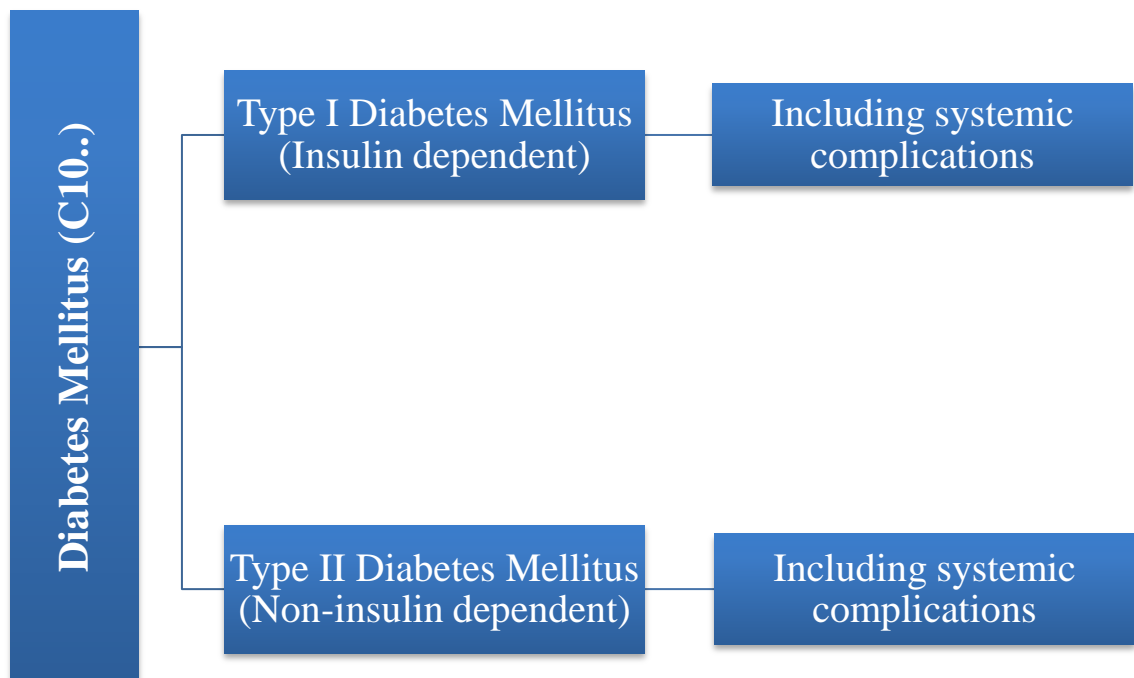 Diabetes Mellitus (C10..)
Type I Diabetes Mellitus
(Insulin dependent)
Including systemic
complications
Type II Diabetes Mellitus
(Non-insulin dependent)
Including systemic
complications